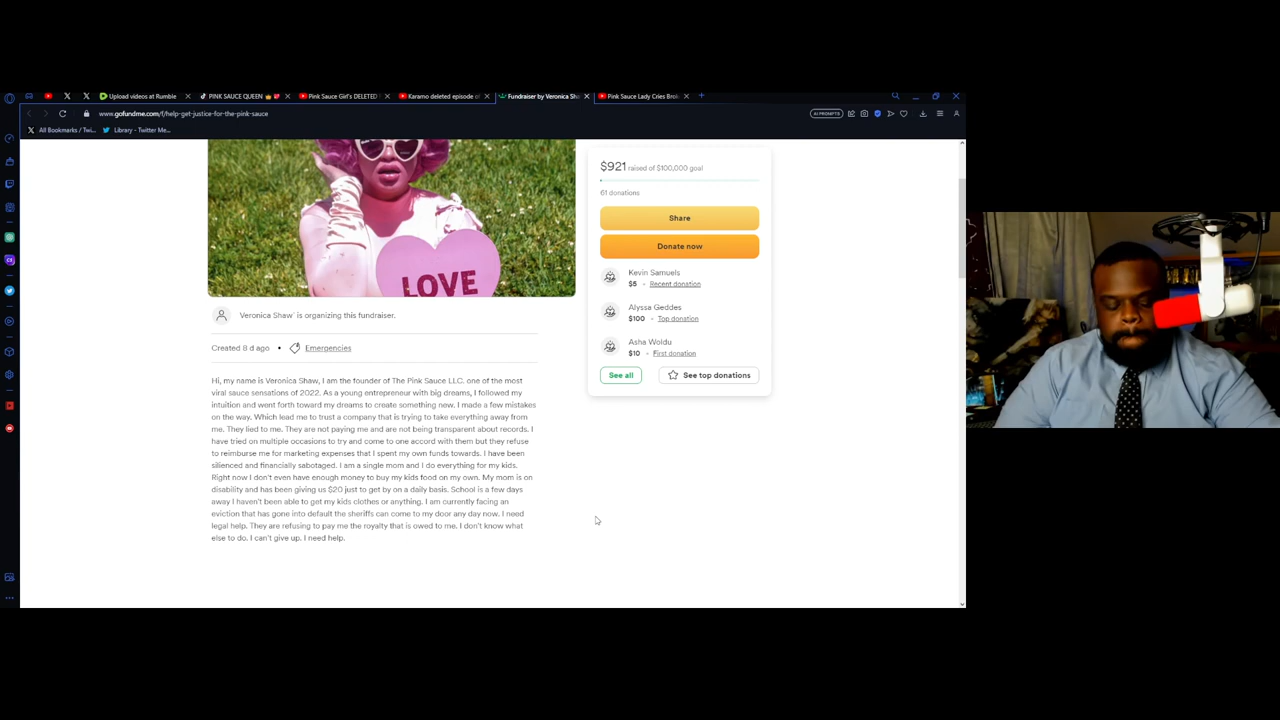 Upload videos at Rumble
PINK SAUCE QUEEN
Pink Sauce Girl's DELETED
Karamo deleted episode of
Fundraiser by Veronica Sha
Pink Sauce Lady Cries Brok
www.gofundme.com/f/help-get-justice-for-the-pink-sauce
AI PROMPTS
All Bookmarks / Twi...
Library - Twitter Me...
LOVE
Veronica Shaw` is organizing this fundraiser.
Created 8 d ago • Emergencies
Hi, my name is Veronica Shaw, I am the founder of The Pink Sauce LLC. one of the most
viral sauce sensations of 2022. As a young entrepreneur with big dreams, I followed my
intuition and went forth toward my dreams to create something new. I made a few mistakes
on the way. Which lead me to trust a company that is trying to take everything away from
me. They lied to me. They are not paying me and are not being transparent about records. I
have tried on multiple occasions to try and come to one accord with them but they refuse
to reimburse me for marketing expenses that I spent my own funds towards. I have been
silienced and financially sabotaged. I am a single mom and I do everything for my kids.
Right now I don't even have enough money to buy my kids food on my own. My mom is on
disability and has been giving us $20 just to get by on a daily basis. School is a few days
away I haven't been able to get my kids clothes or anything. I am currently facing an
eviction that has gone into default the sheriffs can come to my door any day now. I need
legal help. They are refusing to pay me the royalty that is owed to me. I don't know what
else to do. I can't give up. I need help.
$921 raised of $100,000 goal
61 donations
Share
Donate now
Kevin Samuels
$5 • Recent donation
Alyssa Geddes
$100 • Top donation
Asha Woldu
$10 • First donation
See all
See top donations